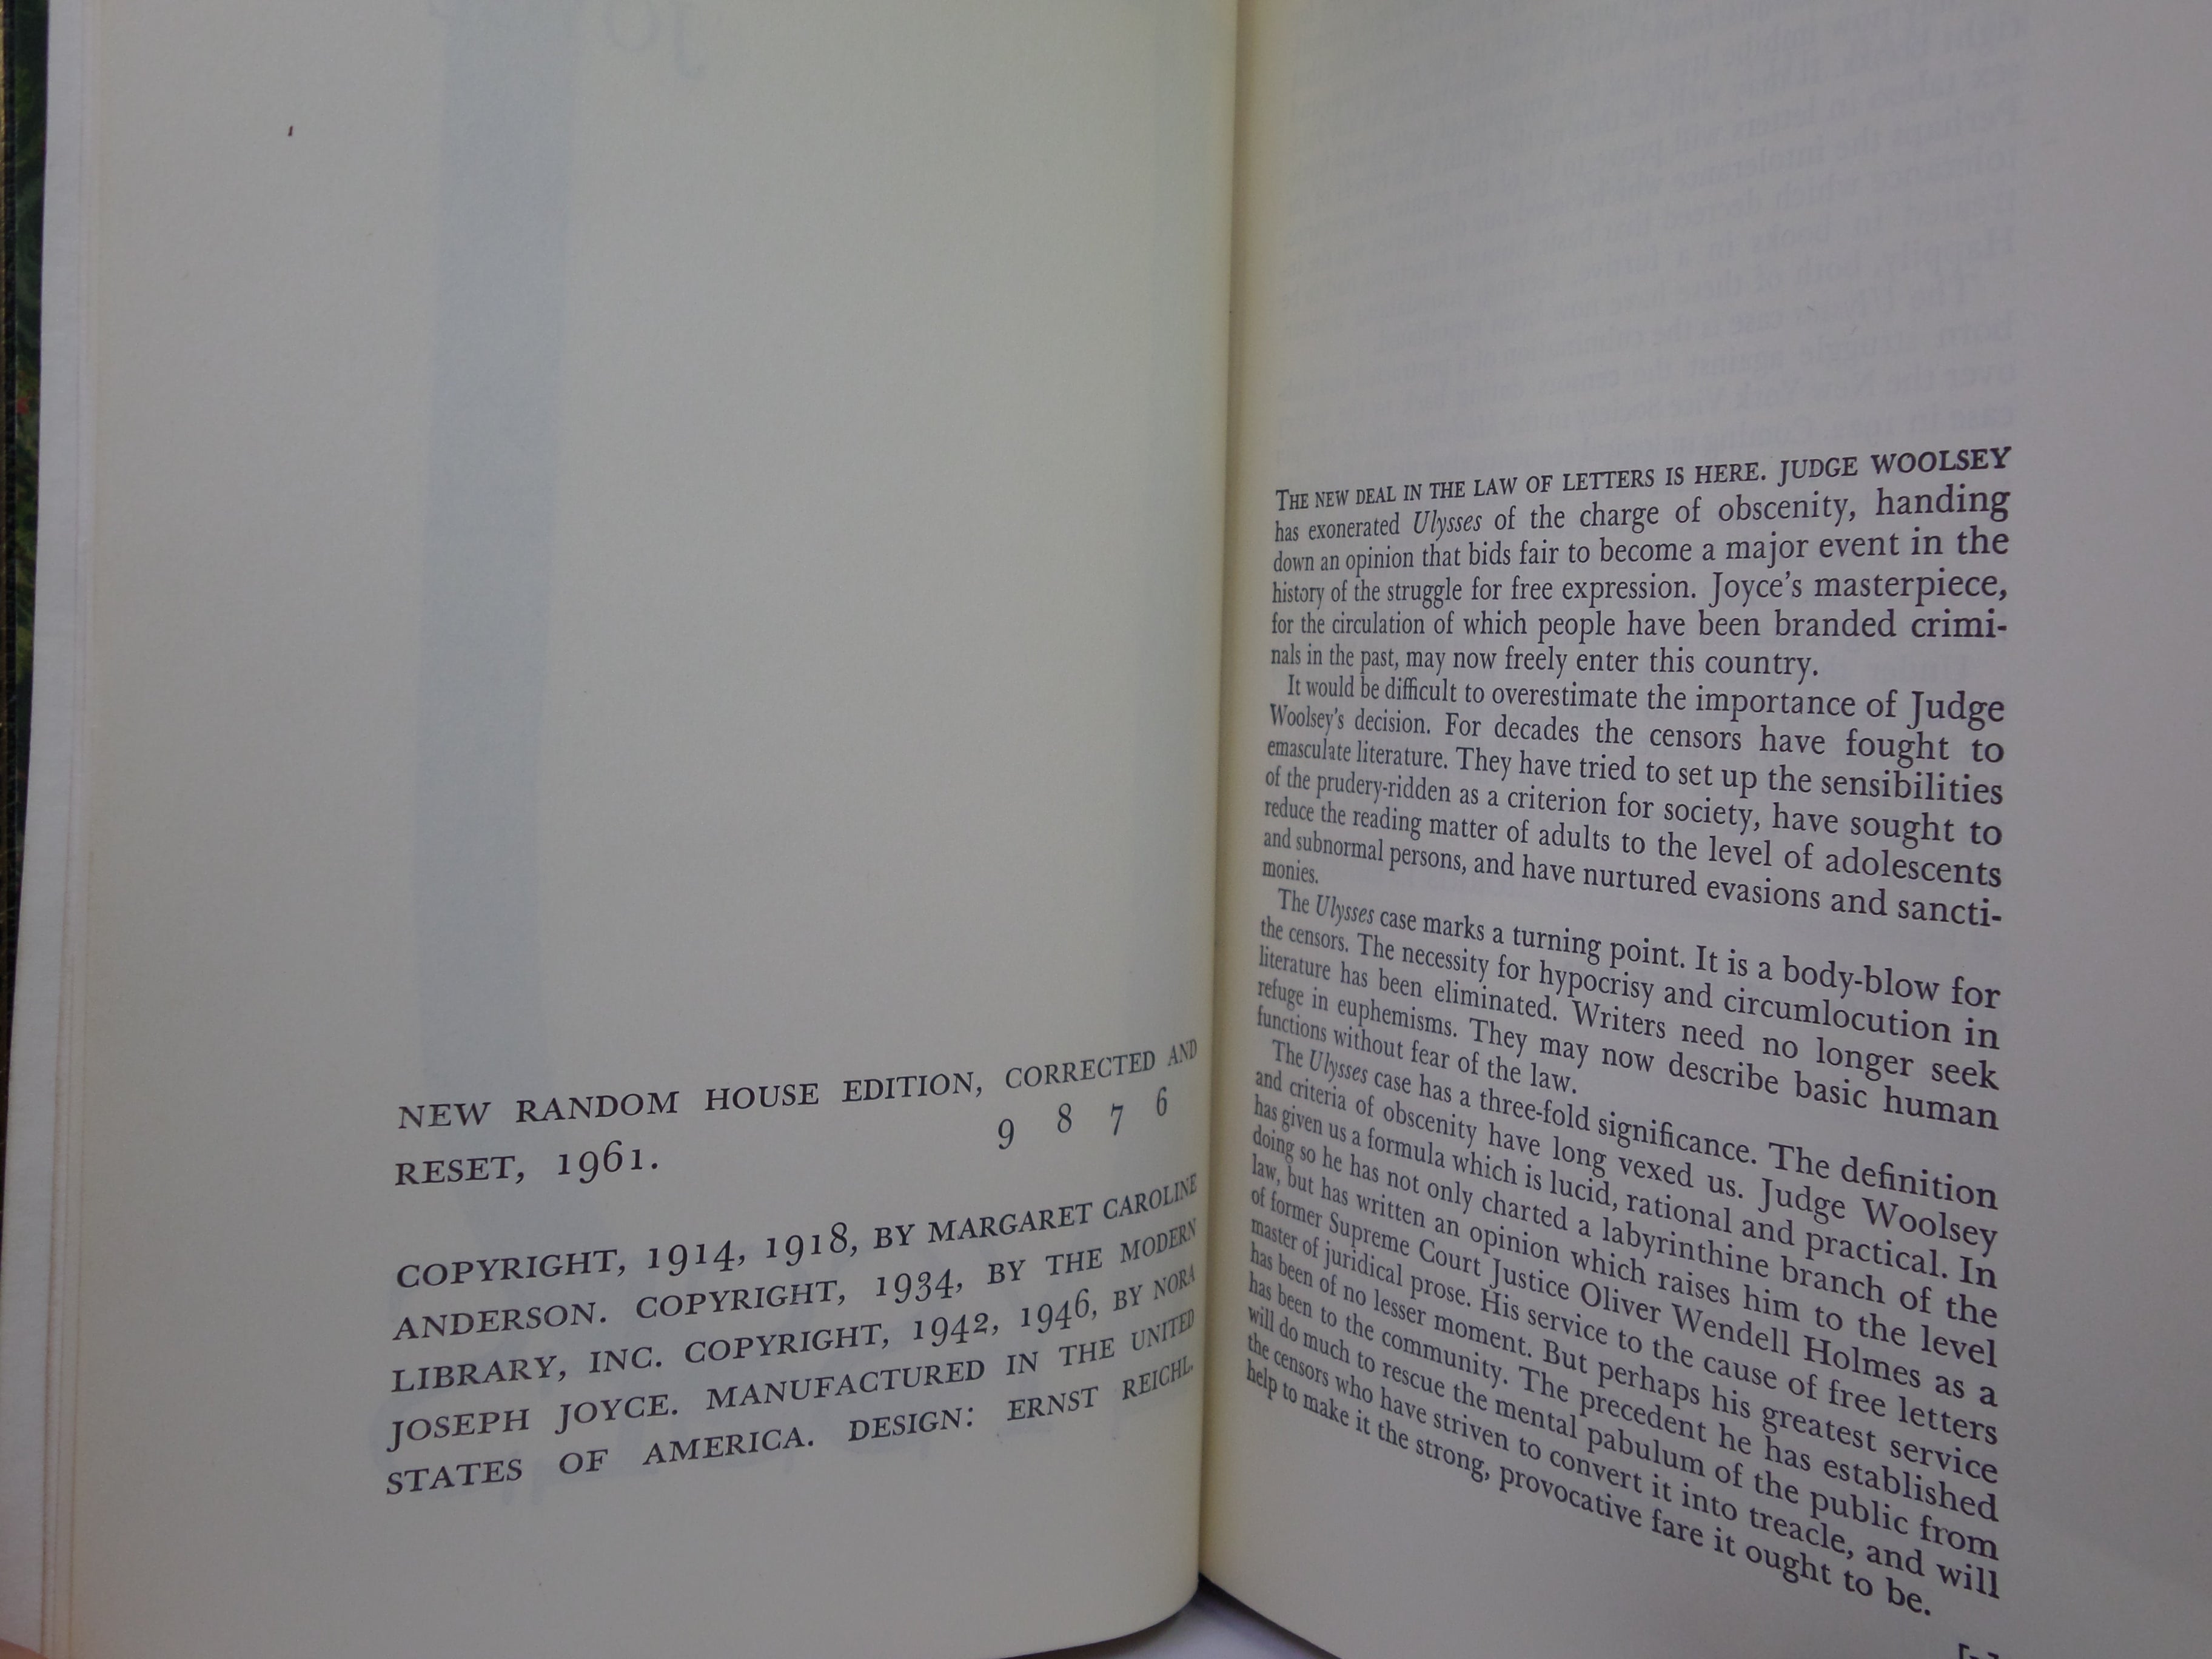 NEW RANDOM HOUSE EDITION, CORRECTED AND
RESET, 1961.
9 8 7 6
COPYRIGHT, 1914, 1918, BY MARGARET CAROLINE
ANDERSON. COPYRIGHT, 1934, BY THE MODERN
LIBRARY, INC. COPYRIGHT, 1942, 1946, BY NORA
JOSEPH JOYCE. MANUFACTURED IN THE UNITED
STATES OF AMERICA. DESIGN: ERNST REICHL.
THE NEW DEAL IN THE LAW OF LETTERS IS HERE. JUDGE WOOLSEY
has exonerated Ulysses of the charge of obscenity, handing
down an opinion that bids fair to become a major event in the
history of the struggle for free expression. Joyce's masterpiece,
for the circulation of which people have been branded crimi-
nals in the past, may now freely enter this country.
It would be difficult to overestimate the importance of Judge
Woolsey's decision. For decades the censors have fought to
emasculate literature. They have tried to set up the sensibilities
of the prudery-ridden as a criterion for society, have sought to
reduce the reading matter of adults to the level of adolescents
and subnormal persons, and have nurtured evasions and sancti-
monies.
The Ulysses case marks a turning point. It is a body-blow for
the censors. The necessity for hypocrisy and circumlocution in
literature has been eliminated. Writers need no longer seek
refuge in euphemisms. They may now describe basic human
functions without fear of the law.
The Ulysses case has a three-fold significance. The definition
and criteria of obscenity have long vexed us. Judge Woolsey
has given us a formula which is lucid, rational and practical. In
doing so he has not only charted a labyrinthine branch of the
law, but has written an opinion which raises him to the level
of former Supreme Court Justice Oliver Wendell Holmes as a
master of juridical prose. His service to the cause of free letters
has been of no lesser moment. But perhaps his greatest service
has been to the community. The precedent he has established
will do much to rescue the mental pabulum of the public from
the censors who have striven to convert it into treacle, and will
help to make it the strong, provocative fare it ought to be.